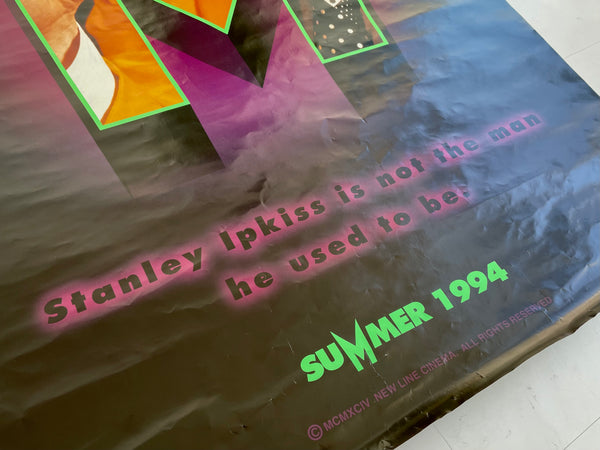 Stanley Ipkiss is not the man
he used to be.
SUMMER 1994
© MCMXCIV NEW LINE CINEMA. ALL RIGHTS RESERVED